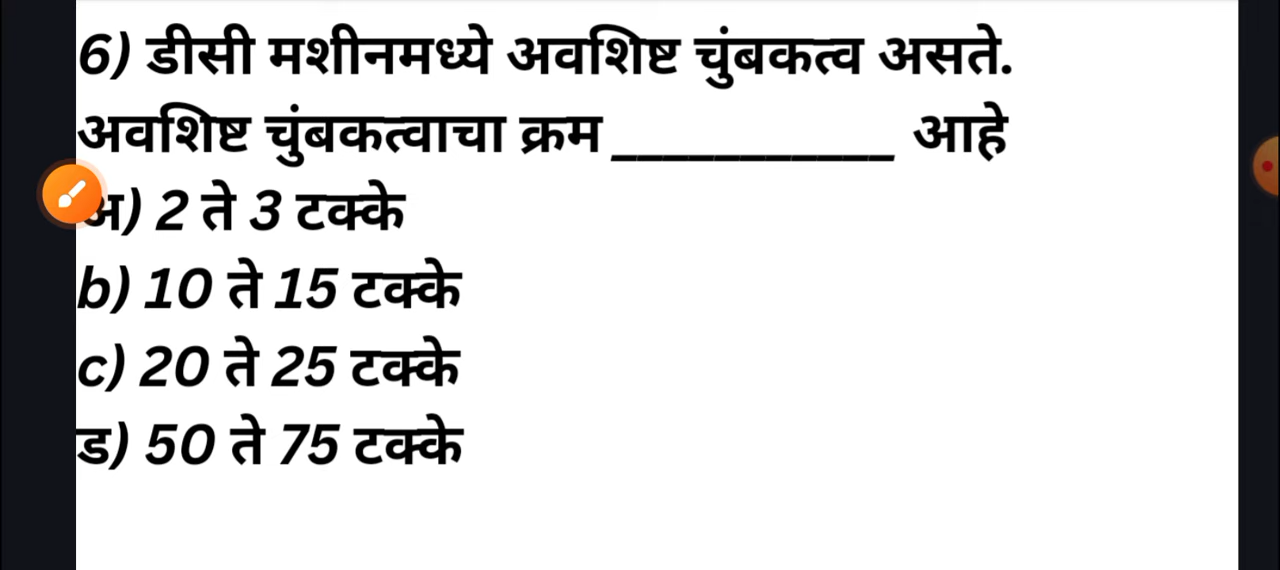 6) डीसी मशीनमध्ये अवशिष्ट चुंबकत्व असते.
अवशिष्ट चुंबकत्वाचा क्रम ___________ आहे
अ) 2 ते 3 टक्के
b) 10 ते 15 टक्के
c) 20 ते 25 टक्के
ड) 50 ते 75 टक्के